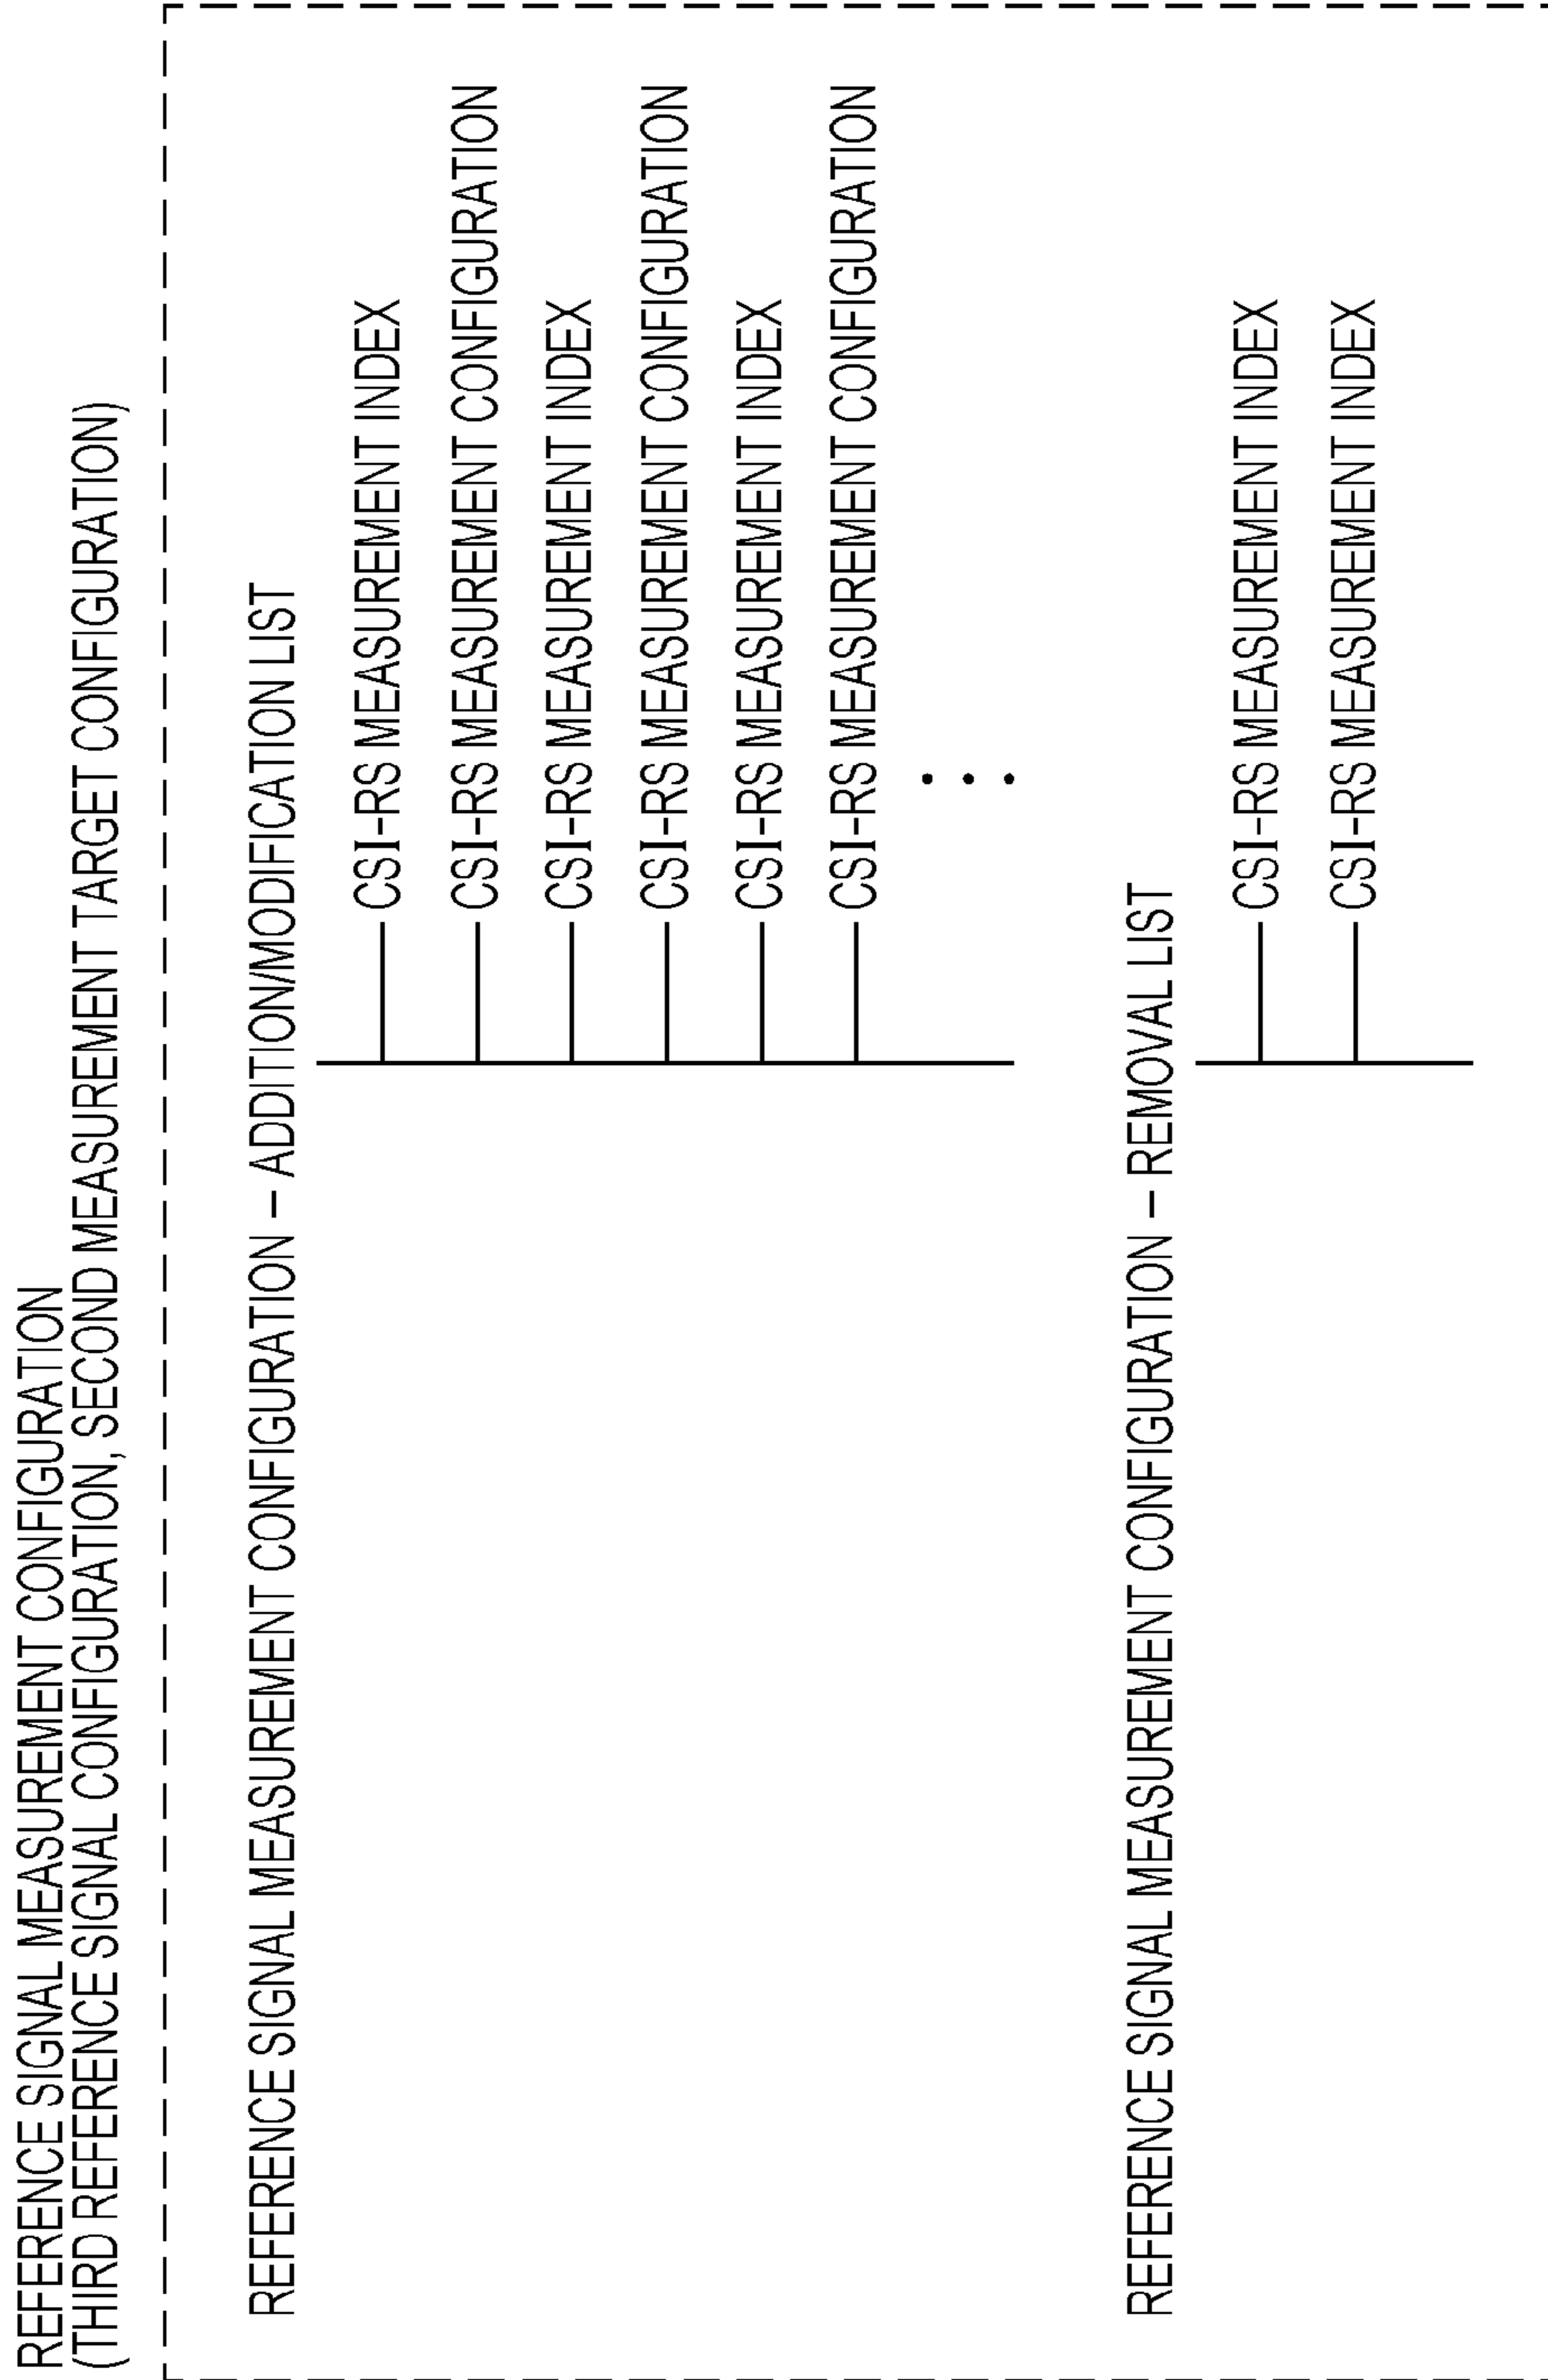 REFERENCE SIGNAL MEASUREMENT CONFIGURATION
(THIRD REFERENCE SIGNAL CONFIGURATION, SECOND MEASUREMENT TARGET CONFIGURATION)
REFERENCE SIGNAL MEASUREMENT CONFIGURATION – ADDITION/MODIFICATION LIST
CSI-RS MEASUREMENT INDEX
CSI-RS MEASUREMENT CONFIGURATION
CSI-RS MEASUREMENT INDEX
CSI-RS MEASUREMENT CONFIGURATION
CSI-RS MEASUREMENT INDEX
CSI-RS MEASUREMENT CONFIGURATION
REFERENCE SIGNAL MEASUREMENT CONFIGURATION – REMOVAL LIST
CSI-RS MEASUREMENT INDEX
CSI-RS MEASUREMENT INDEX